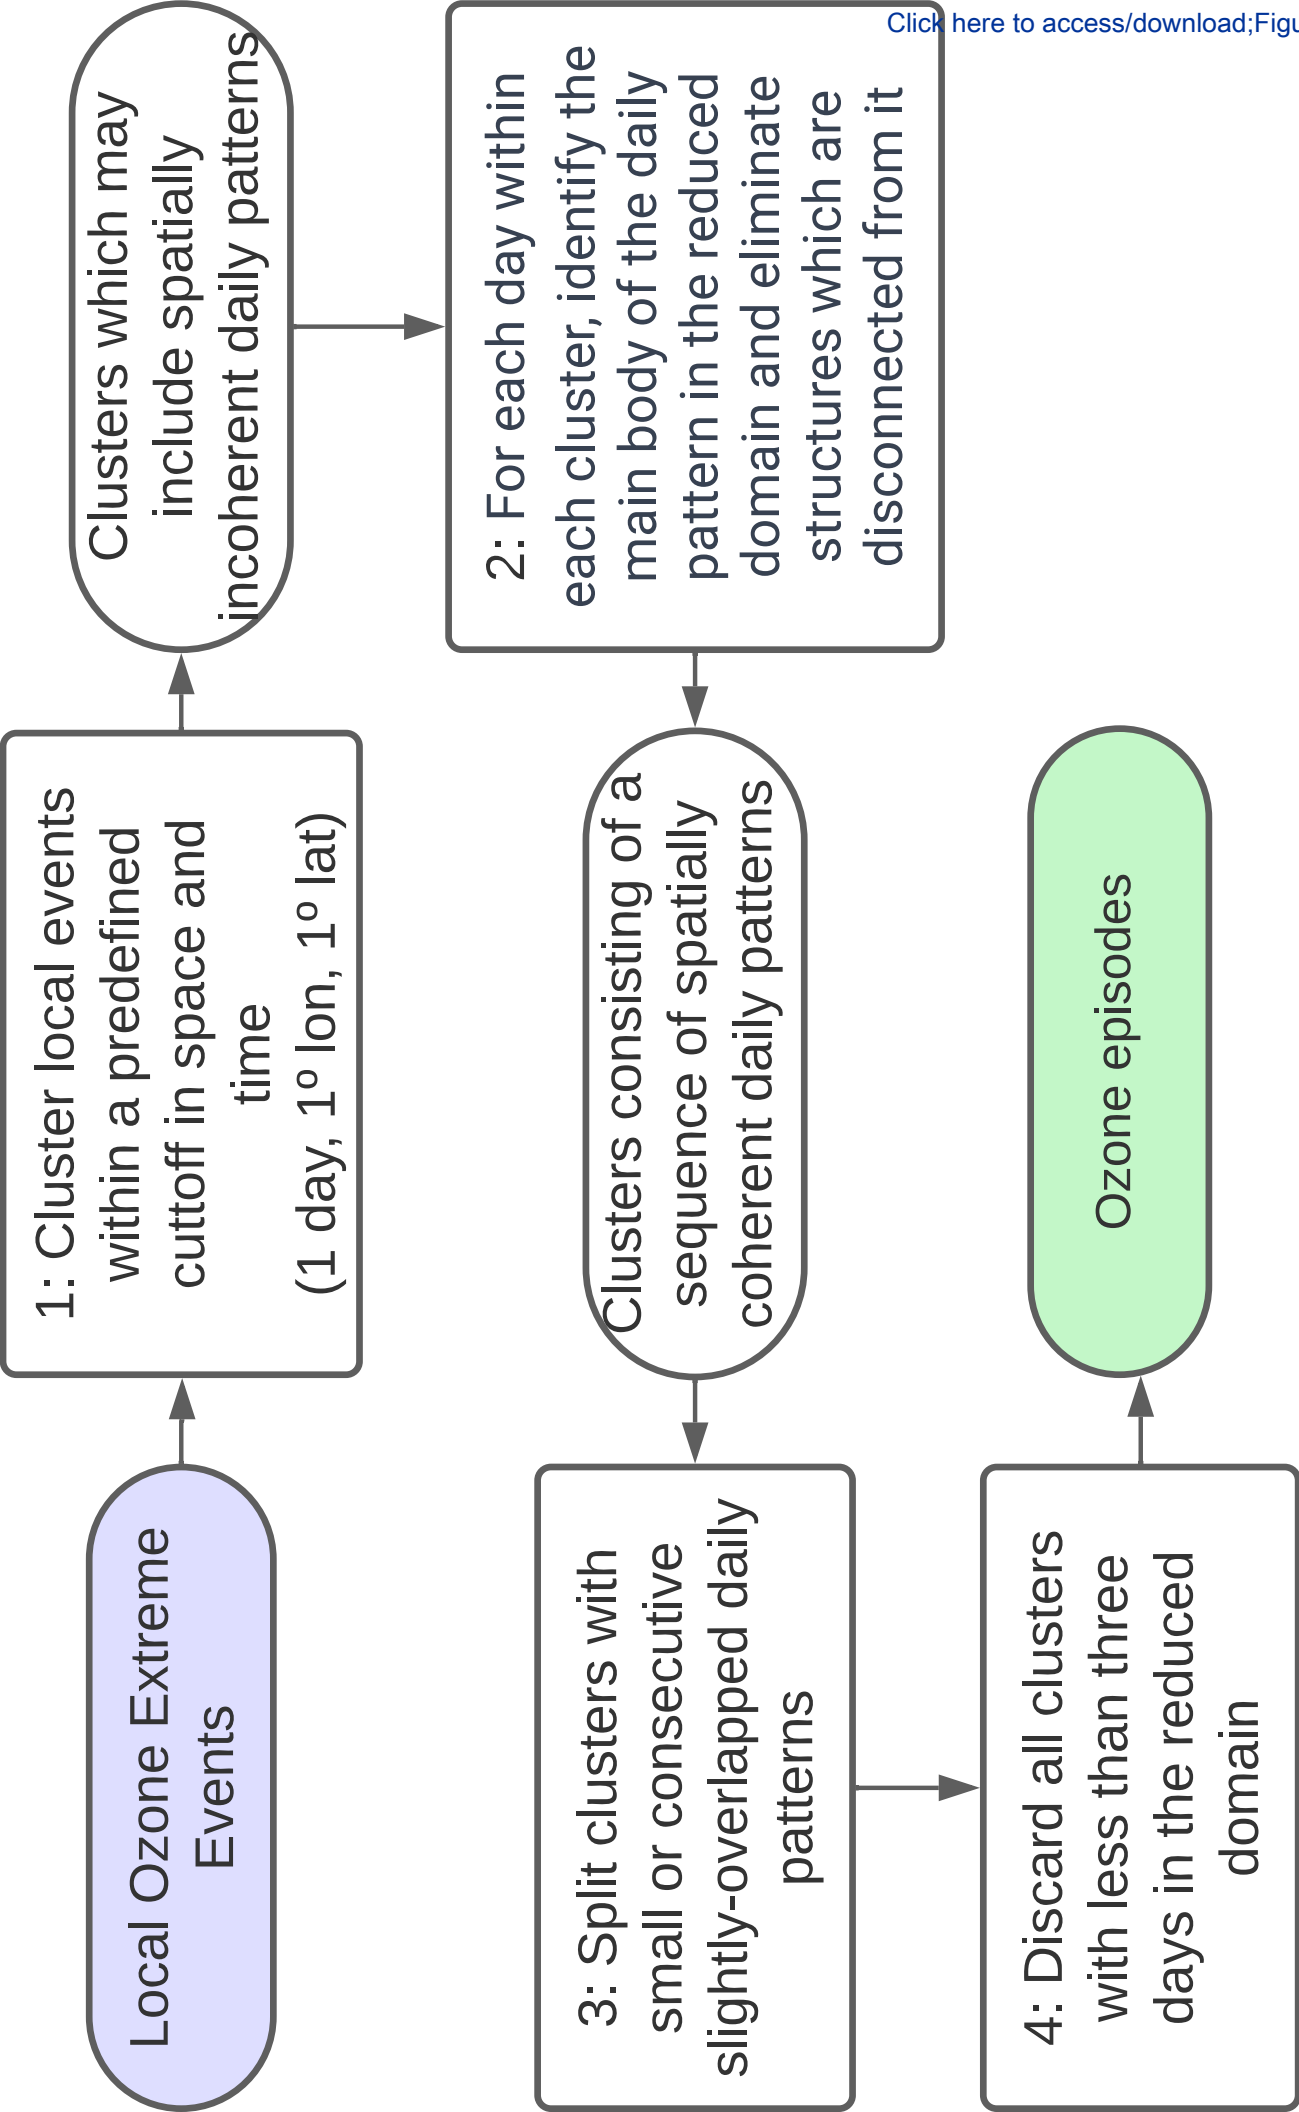 Click here to access/download;Figu
Local Ozone Extreme
Events
1: Cluster local events
within a predefined
cuttoff in space and
time
(1 day, 1º lon, 1º lat)
Clusters which may
include spatially
incoherent daily patterns
2: For each day within
each cluster, identify the
main body of the daily
pattern in the reduced
domain and eliminate
structures which are
disconnected from it
Clusters consisting of a
sequence of spatially
coherent daily patterns
3: Split clusters with
small or consecutive
slightly-overlapped daily
patterns
4: Discard all clusters
with less than three
days in the reduced
domain
Ozone episodes